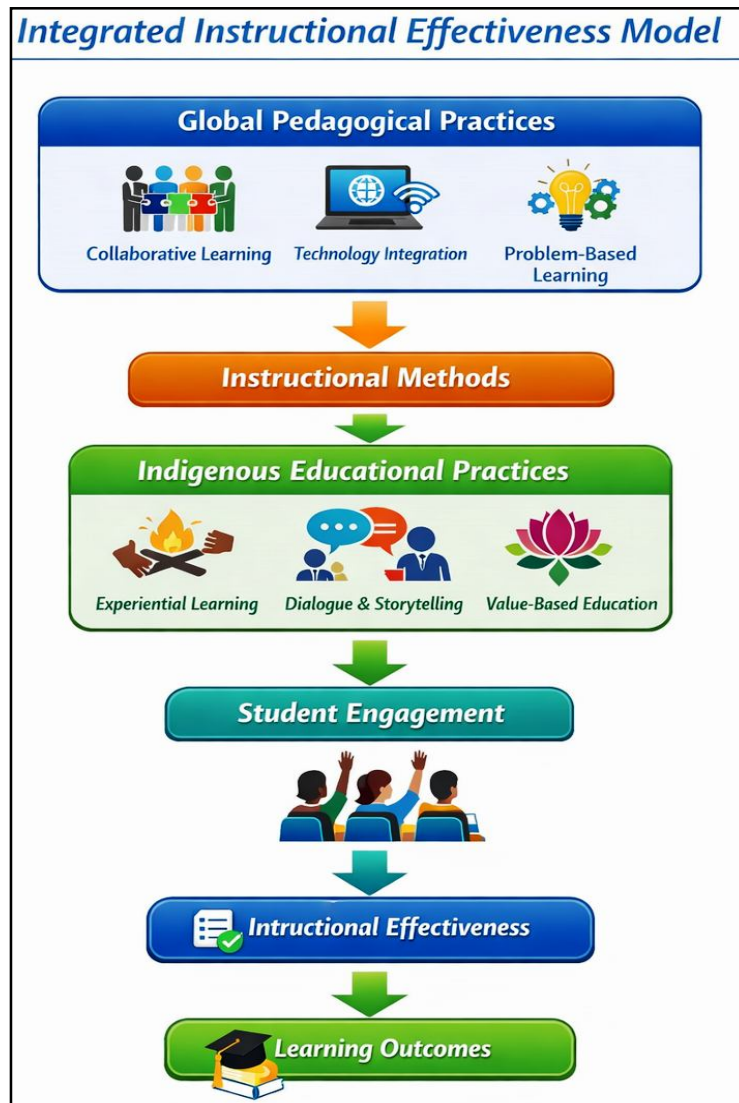 Integrated Instructional Effectiveness Model
Global Pedagogical Practices
Collaborative Learning
Technology Integration
Problem-Based
Learning
Instructional Methods
Indigenous Educational Practices
Experiential Learning
Dialogue & Storytelling
Value-Based Education
Student Engagement
Intructional Effectiveness
Learning Outcomes